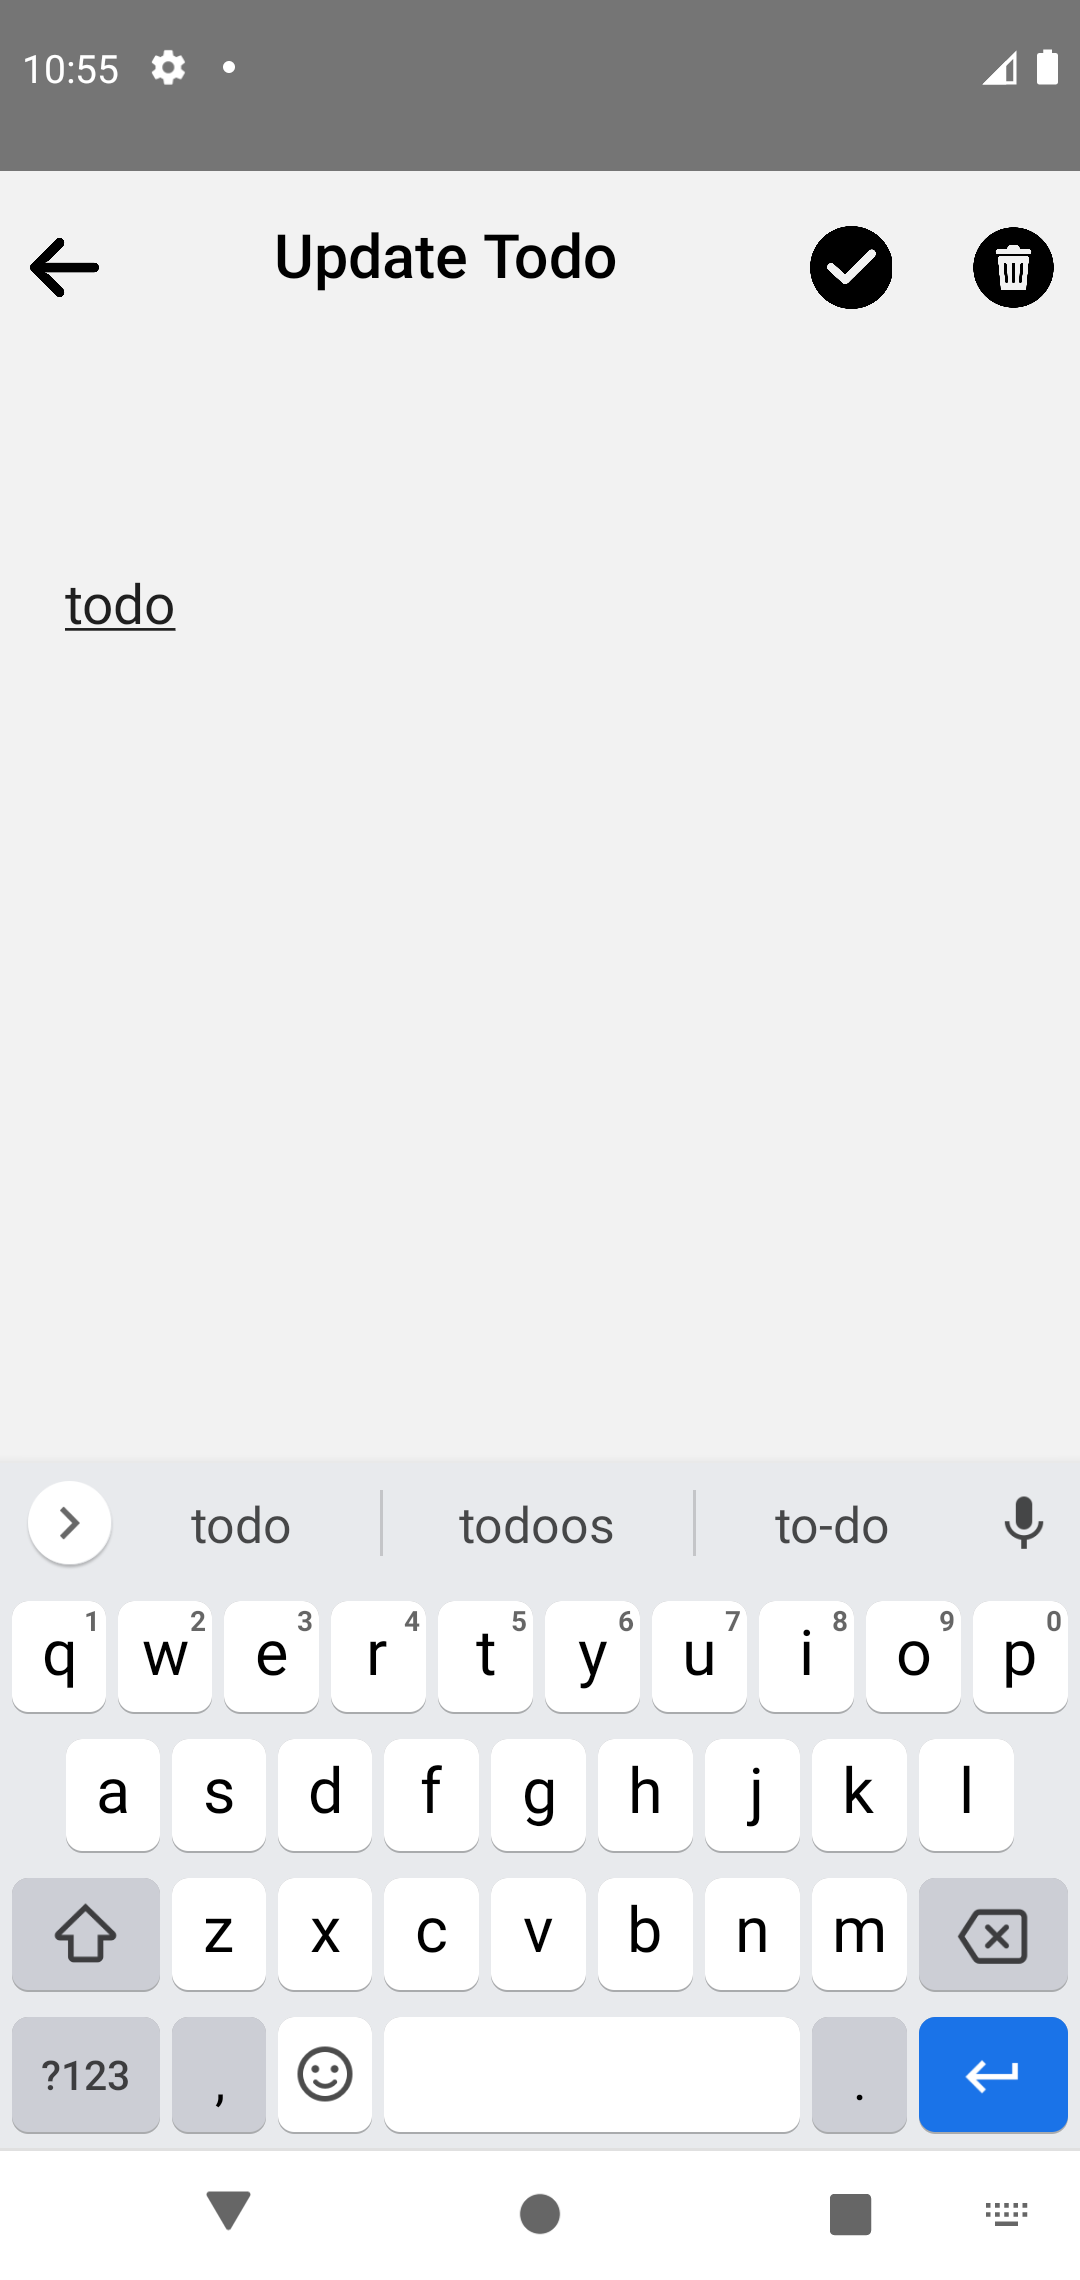 10:55
Update Todo
todo
todo todoos to-do
q 1 w 2 e 3 r 4 t 5 y 6 u 7 i 8 o 9 p 0
a s d f g h j k l
z x c v b n m
?123 , .